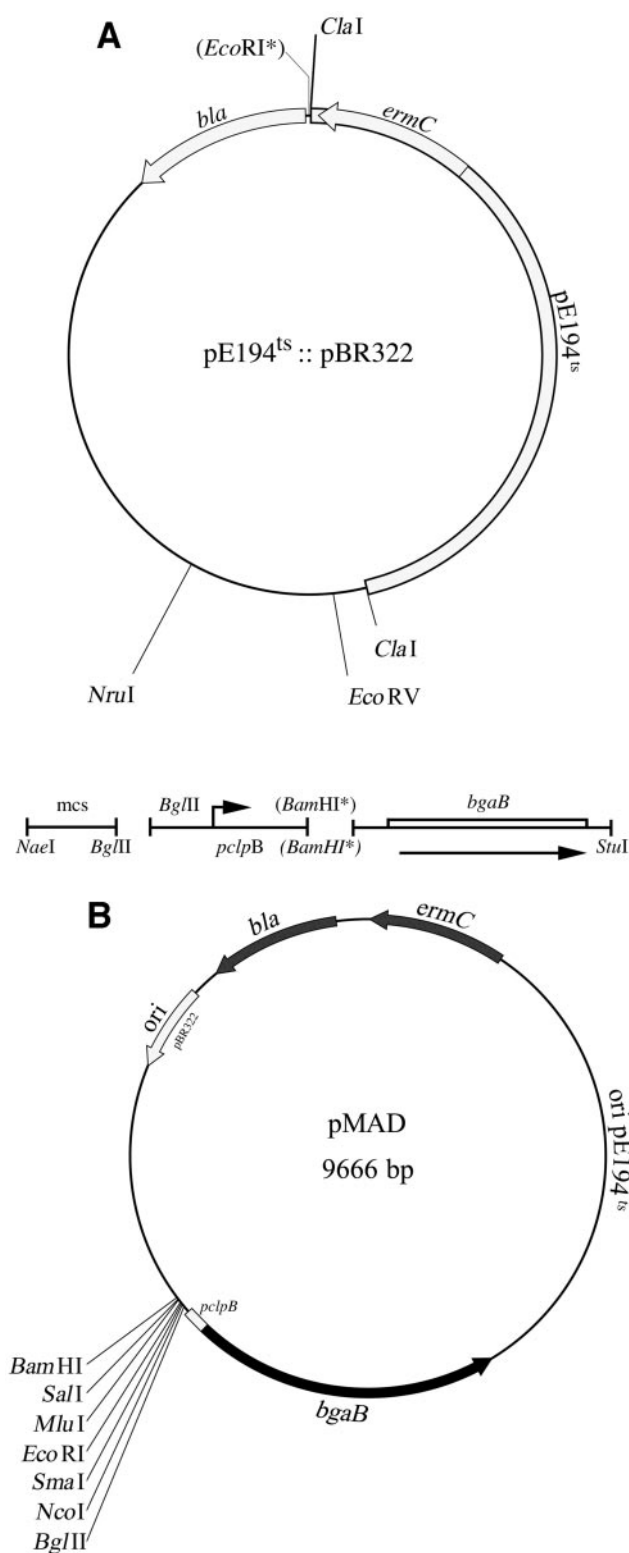 A
ClaI
(EcoRI*)
bla
ermC
pE194ts
pE194ts :: pBR322
ClaI
NruI
EcoRV
mcs
BglII
(BamHI*)
bgaB
NaeI
BglII
pclpB
(BamHI*)
StuI
B
bla
ermC
ori
pBR322
pMAD
9666 bp
ori pE194ts
pclpB
BamHI
SalI
MluI
EcoRI
SmaI
NcoI
BglII
bgaB